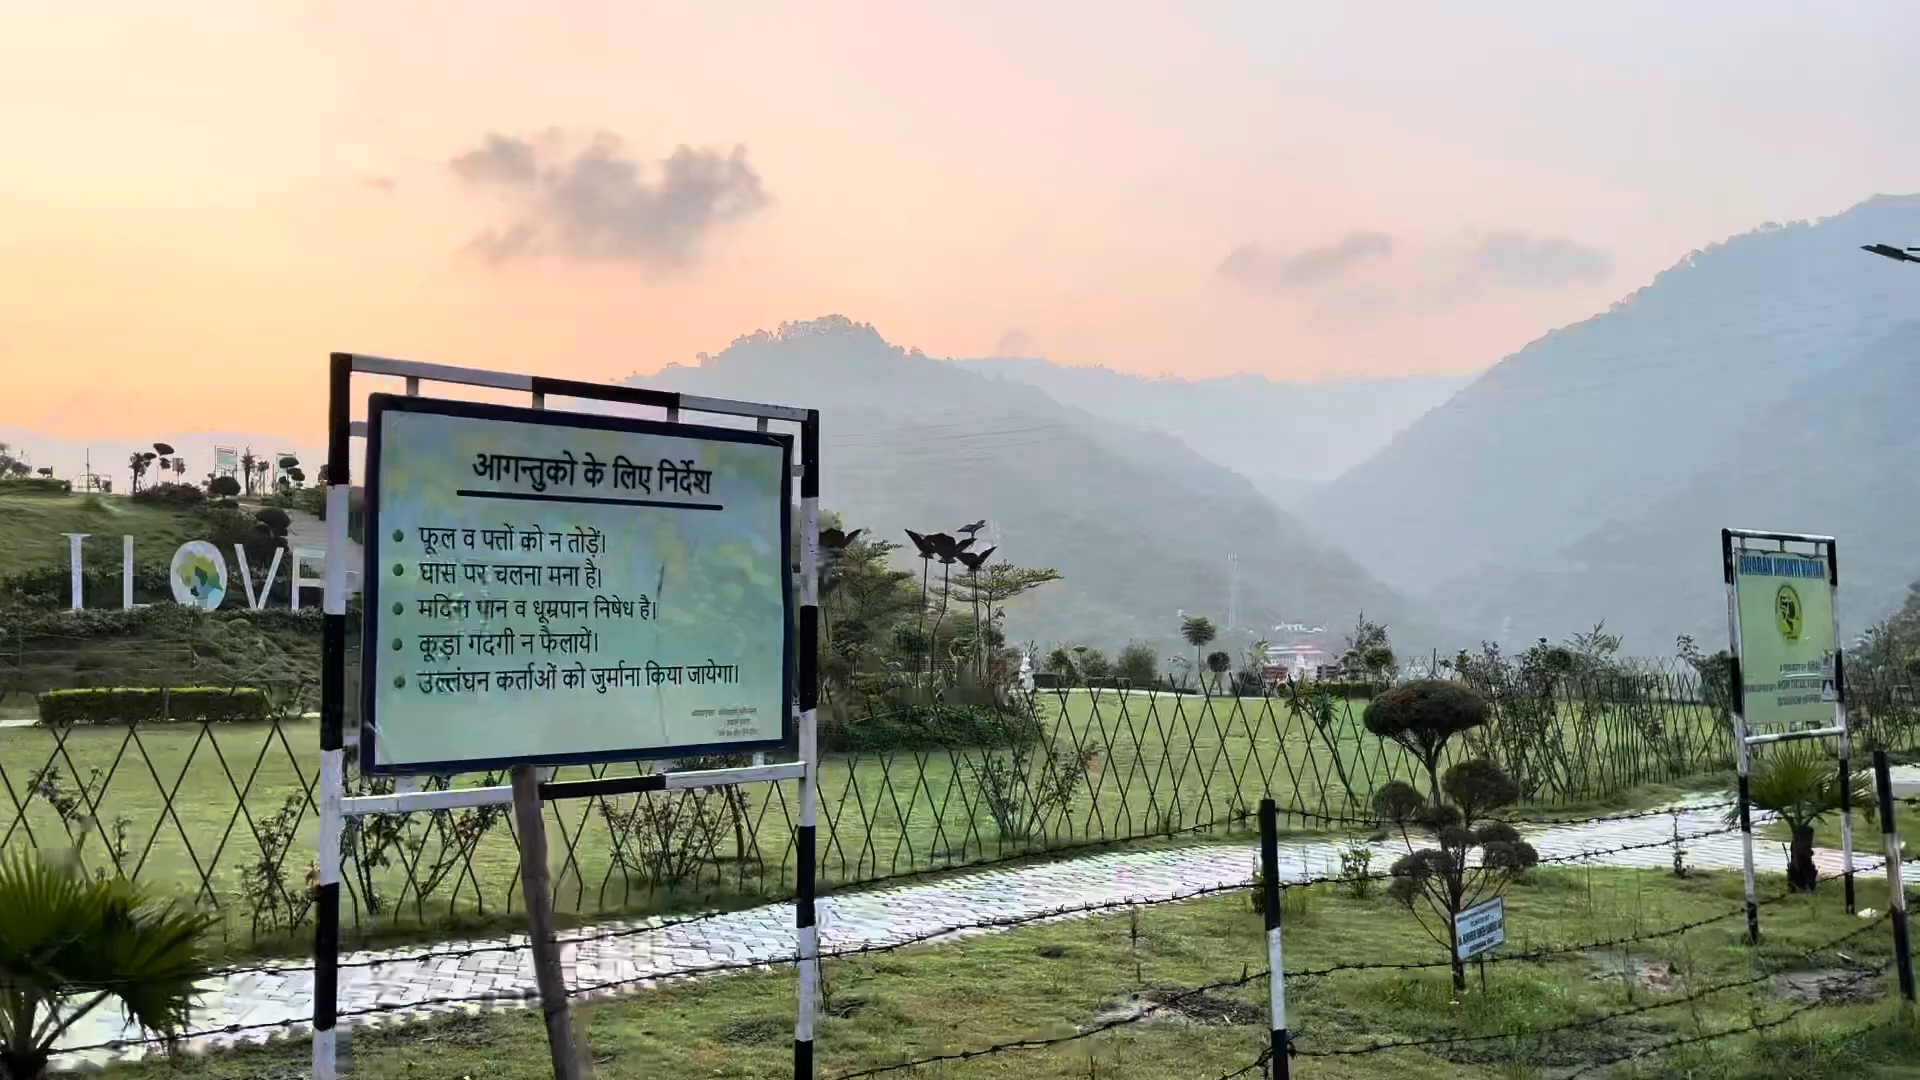 आगन्तुको के लिए निर्देश
फूल व पत्तों को न तोड़ें।
घास पर चलना मना है।
मदिरा पान व धूम्रपान निषेध है।
कूड़ा गंदगी न फैलायें।
उल्लंघन कर्ताओं को जुर्माना किया जायेगा।
I LOVE
SWARAN JAYANTI VATIKA